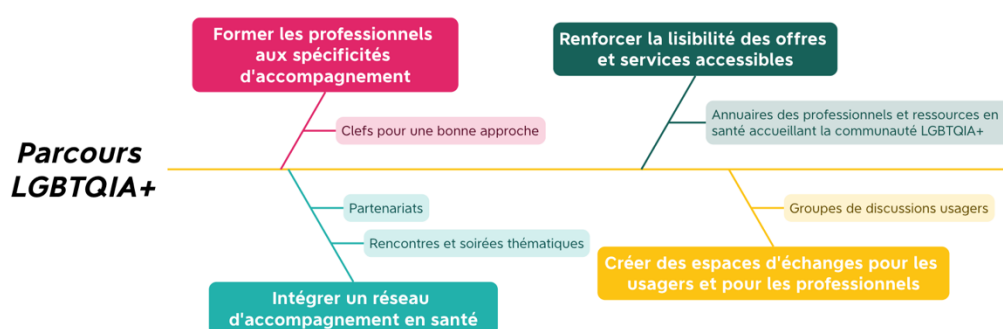 Former les professionnels
aux spécificités
d'accompagnement
Renforcer la lisibilité des offres
et services accessibles
Clefs pour une bonne approche
Annuaires des professionnels et ressources en
santé accueillant la communauté LGBTQIA+
Parcours
LGBTQIA+
Partenariats
Groupes de discussions usagers
Rencontres et soirées thématiques
Créer des espaces d'échanges pour les
usagers et pour les professionnels
Intégrer un réseau
d'accompagnement en santé